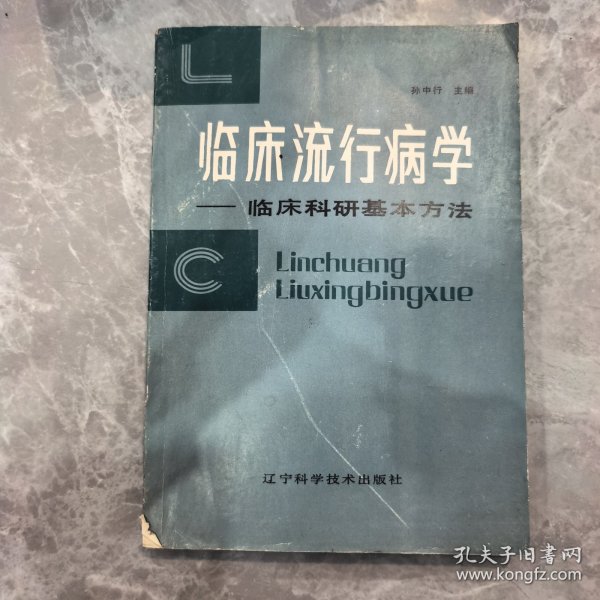 L
孙中行 主编
临床流行病学
——临床科研基本方法
C
Linchuang
Liuxingbingxue
辽宁科学技术出版社
孔夫子旧书网
www.kongfz.com